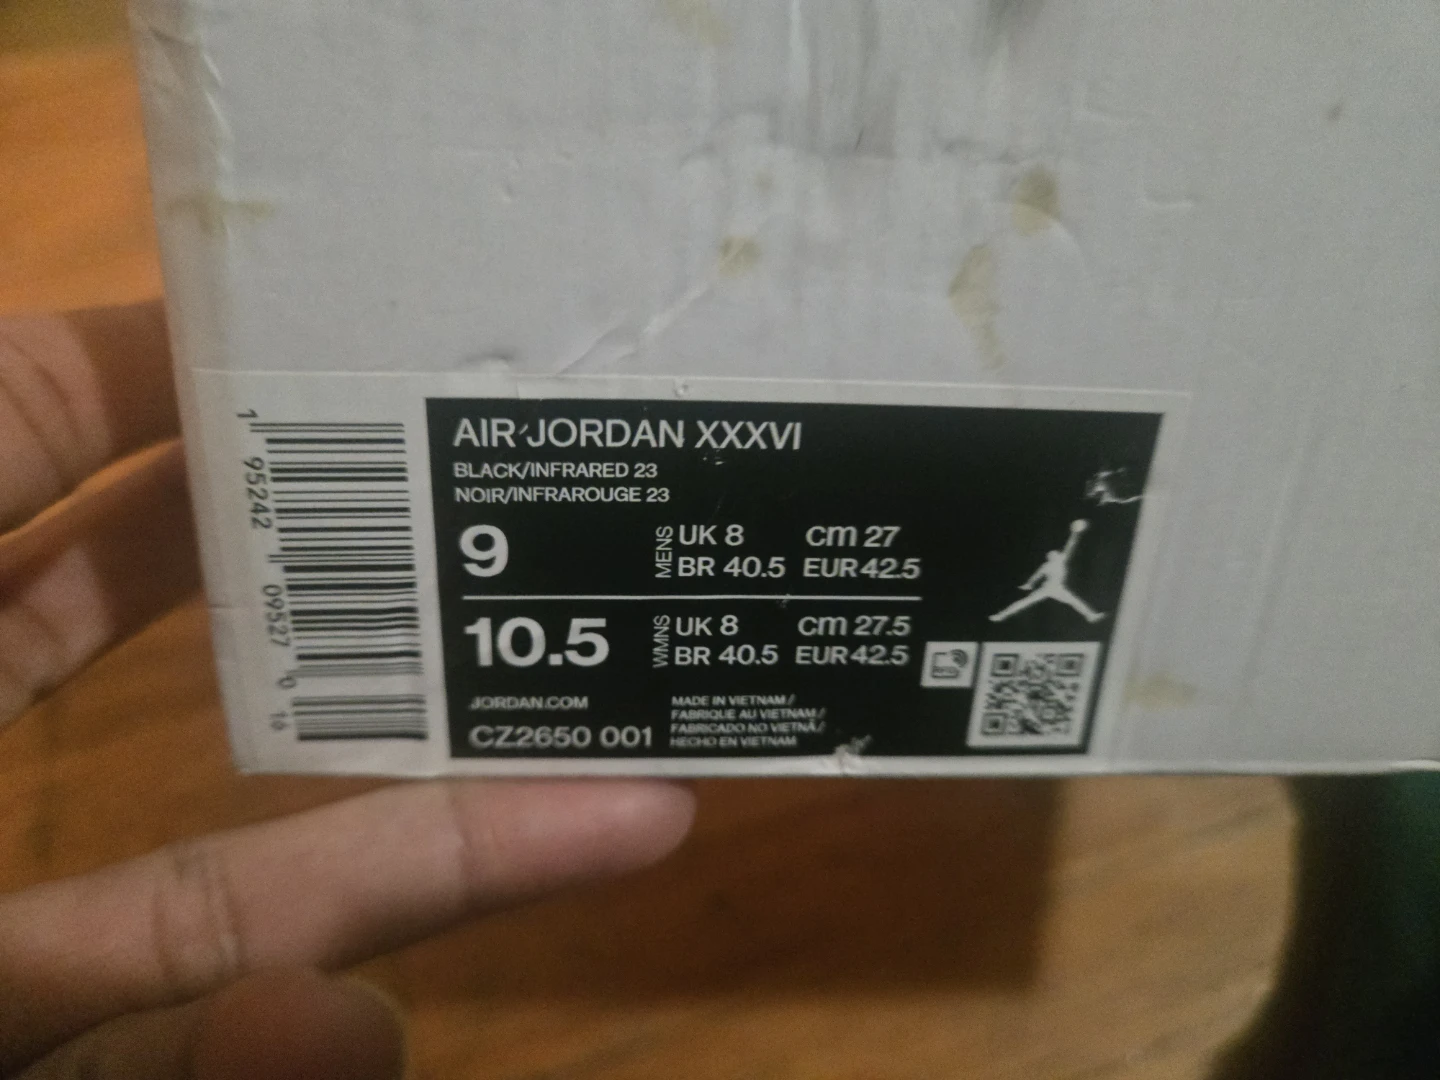 AIR JORDAN XXXVI
BLACK/INFRARED 23
NOIR/INFRAROUGE 23
9 MENS UK 8 cm 27
BR 40.5 EUR 42.5
10.5 WMNS UK 8 cm 27.5
BR 40.5 EUR 42.5
JORDAN.COM
CZ2650 001
MADE IN VIETNAM /
FABRIQUE AU VIETNAM /
FABRICADO NO VIETNÃ /
HECHO EN VIETNAM
1 95242 09527 0 19